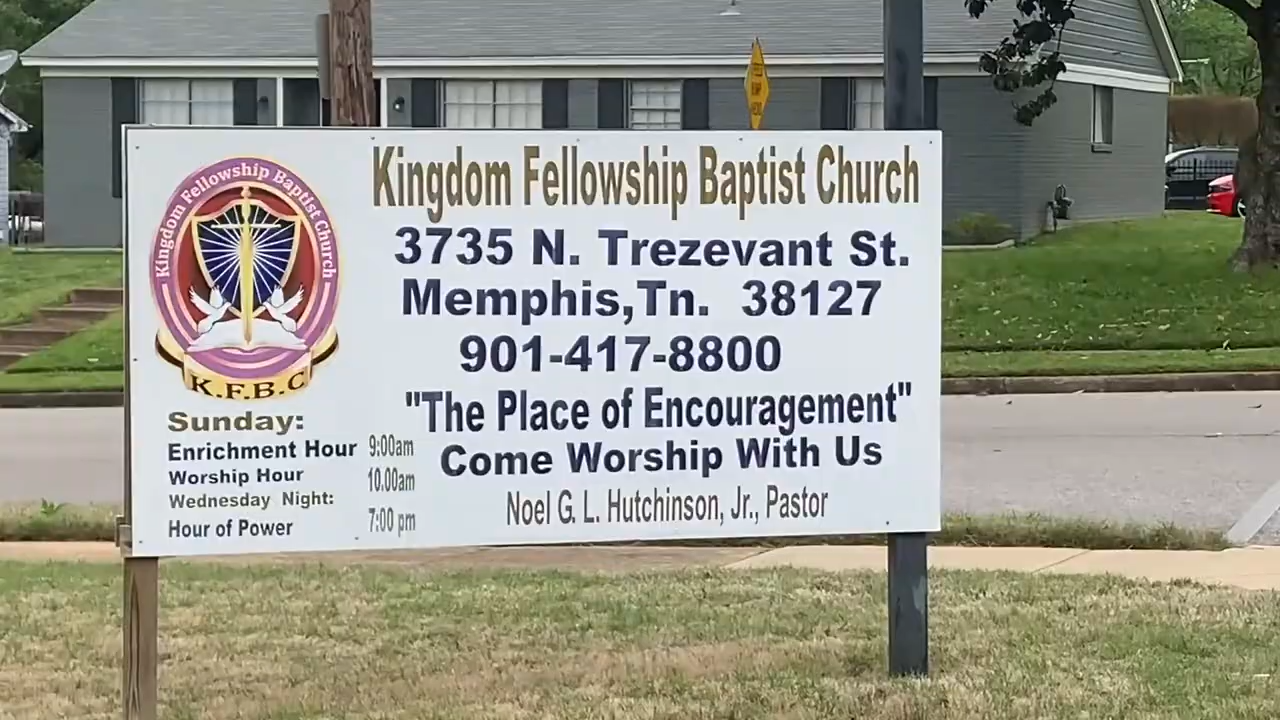 Kingdom Fellowship Baptist Church
Kingdom Fellowship Baptist Church
3735 N. Trezevant St.
Memphis,Tn. 38127
901-417-8800
"The Place of Encouragement"
Come Worship With Us
Noel G. L. Hutchinson, Jr., Pastor
K.F.B.C
Sunday:
Enrichment Hour 9:00am
Worship Hour 10.00am
Wednesday Night:
Hour of Power 7:00 pm